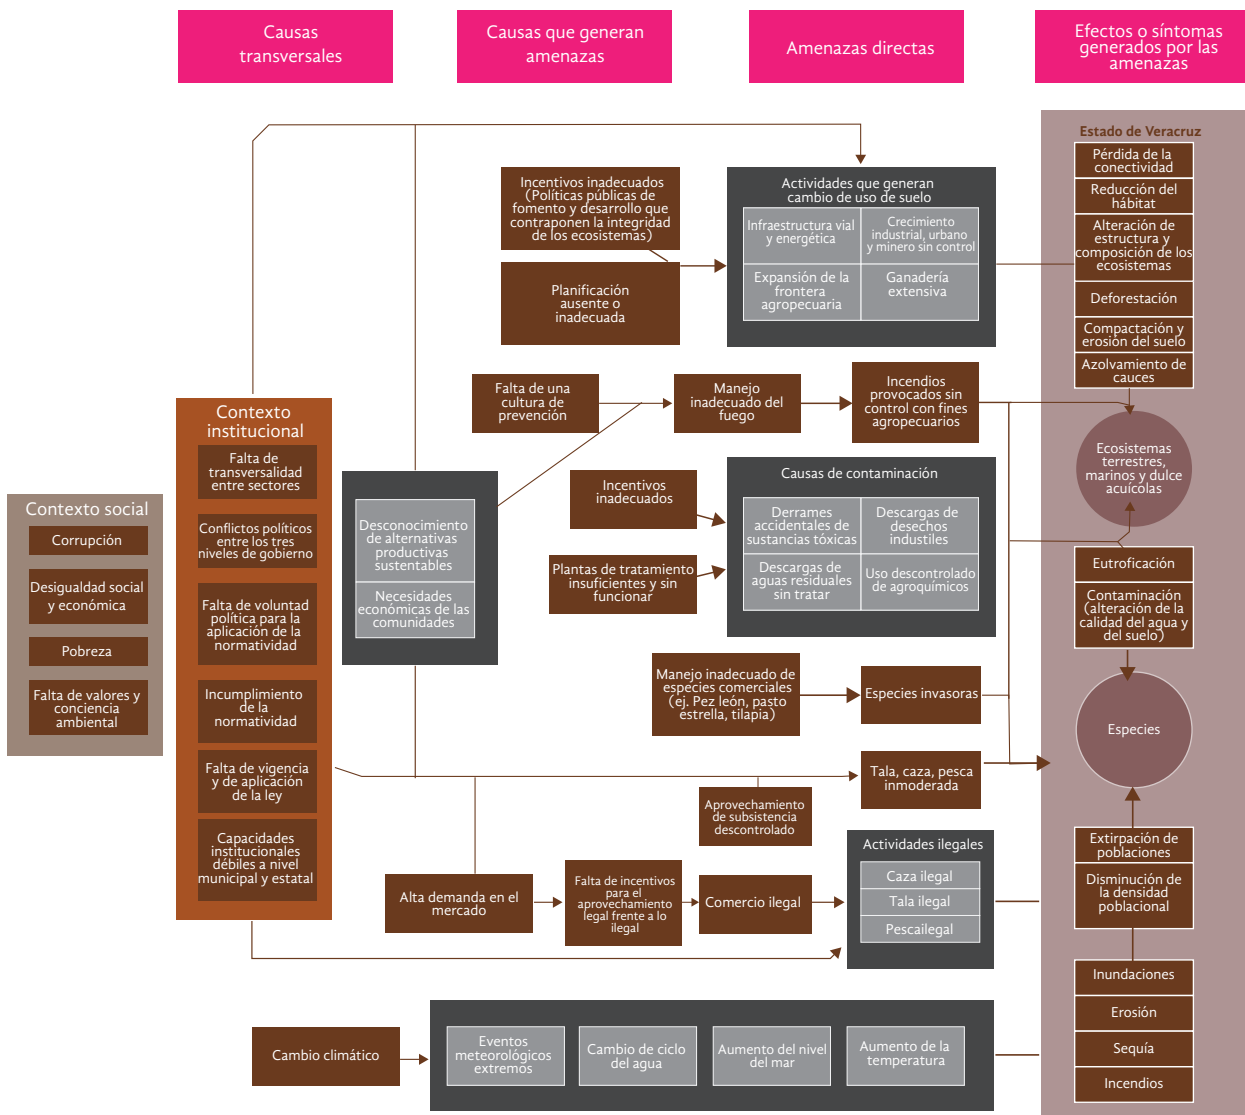 Causas
transversales
Causas que generan
amenazas
Amenazas directas
Efectos o síntomas
generados por las
amenazas
Contexto social
Corrupción
Desigualdad social
y económica
Pobreza
Falta de valores y
conciencia
ambiental
Contexto
institucional
Falta de
transversalidad
entre sectores
Conflictos políticos
entre los tres
niveles de gobierno
Falta de voluntad
política para la
aplicación de la
normatividad
Incumplimiento
de la
normatividad
Falta de vigencia
y de aplicación
de la ley
Capacidades
institucionales
débiles a nivel
municipal y estatal
Desconocimiento
de alternativas
productivas
sustentables
Necesidades
económicas de las
comunidades
Incentivos inadecuados
(Políticas públicas de
fomento y desarrollo que
contraponen la integridad
de los ecosistemas)
Planificación
ausente o
inadecuada
Actividades que generan
cambio de uso de suelo
Infraestructura vial
y energética
Crecimiento
industrial, urbano
y minero sin control
Expansión de la
frontera
agropecuaria
Ganadería
extensiva
Falta de una
cultura de
prevención
Manejo
inadecuado del
fuego
Incendios
provocados sin
control con fines
agropecuarios
Incentivos
inadecuados
Plantas de tratamiento
insuficientes y sin
funcionar
Causas de contaminación
Derrames
accidentales de
sustancias tóxicas
Descargas de
desechos
industiles
Descargas de
aguas residuales
sin tratar
Uso descontrolado
de agroquímicos
Manejo inadecuado de
especies comerciales
(ej. Pez león, pasto
estrella, tilapia)
Especies invasoras
Tala, caza, pesca
inmoderada
Aprovechamiento
de subsistencia
descontrolado
Alta demanda en el
mercado
Falta de incentivos
para el
aprovechamiento
legal frente a lo
ilegal
Comercio ilegal
Actividades ilegales
Caza ilegal
Tala ilegal
Pescailegal
Cambio climático
Eventos
meteorológicos
extremos
Cambio de ciclo
del agua
Aumento del nivel
del mar
Aumento de la
temperatura
Estado de Veracruz
Pérdida de la
conectividad
Reducción del
hábitat
Alteración de
estructura y
composición de los
ecosistemas
Deforestación
Compactación y
erosión del suelo
Azolvamiento de
cauces
Ecosistemas
terrestres,
marinos y dulce
acuícolas
Eutroficación
Contaminación
(alteración de la
calidad del agua y
del suelo)
Especies
Extirpación de
poblaciones
Disminución de
la densidad
poblacional
Inundaciones
Erosión
Sequía
Incendios